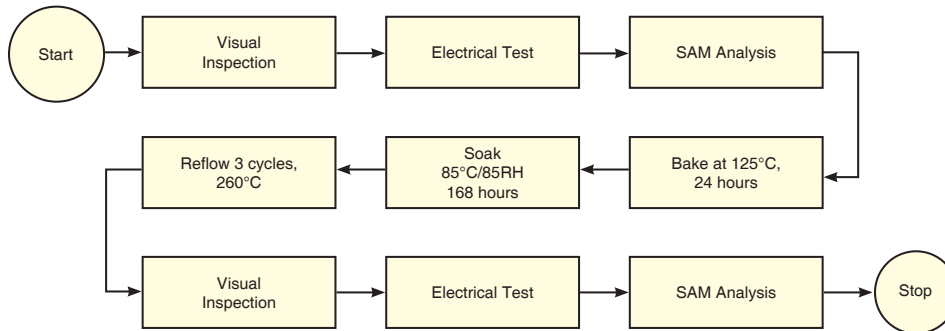 Start
Visual
Inspection
Electrical Test
SAM Analysis
Bake at 125°C,
24 hours
Soak
85°C/85RH
168 hours
Reflow 3 cycles,
260°C
Visual
Inspection
Electrical Test
SAM Analysis
Stop